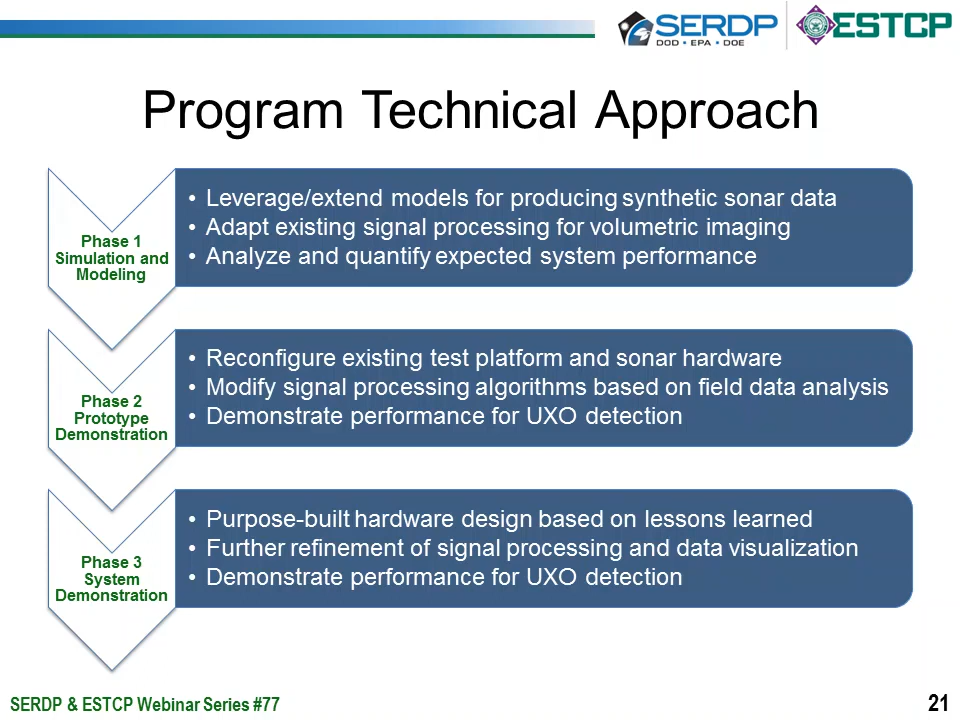 SERDP
DOD • EPA • DOE
ESTCP
Program Technical Approach
Phase 1
Simulation and
Modeling
• Leverage/extend models for producing synthetic sonar data
• Adapt existing signal processing for volumetric imaging
• Analyze and quantify expected system performance
Phase 2
Prototype
Demonstration
• Reconfigure existing test platform and sonar hardware
• Modify signal processing algorithms based on field data analysis
• Demonstrate performance for UXO detection
Phase 3
System
Demonstration
• Purpose-built hardware design based on lessons learned
• Further refinement of signal processing and data visualization
• Demonstrate performance for UXO detection
SERDP & ESTCP Webinar Series #77
21